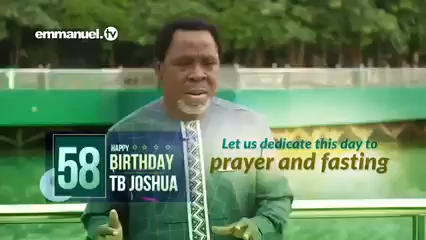 emmanuel.tv
58
HAPPY
BIRTHDAY
TB JOSHUA
Let us dedicate this day to
prayer and fasting